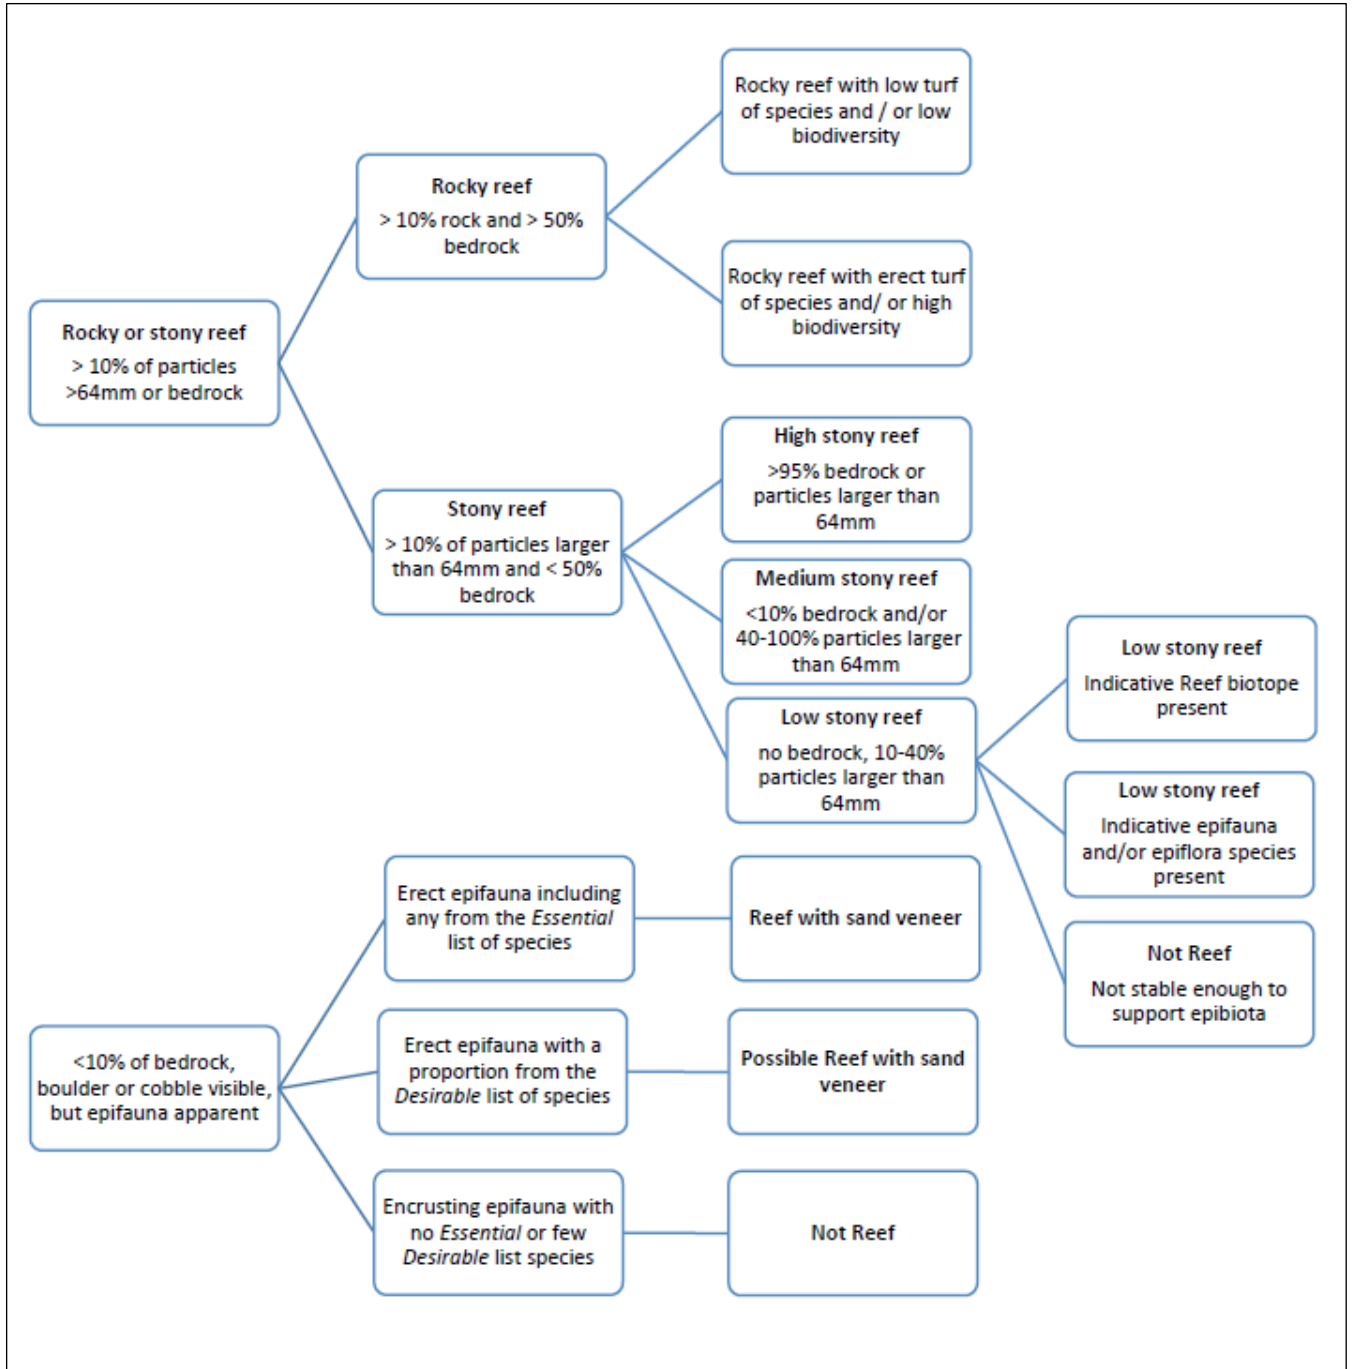 Rocky reef with low turf
of species and / or low
biodiversity
Rocky reef
> 10% rock and > 50%
bedrock
Rocky reef with erect turf
of species and/ or high
biodiversity
Rocky or stony reef
> 10% of particles
>64mm or bedrock
High stony reef
>95% bedrock or
particles larger than
64mm
Stony reef
> 10% of particles larger
than 64mm and < 50%
bedrock
Medium stony reef
<10% bedrock and/or
40-100% particles larger
than 64mm
Low stony reef
no bedrock, 10-40%
particles larger than
64mm
Low stony reef
Indicative Reef biotope
present
Low stony reef
Indicative epifauna
and/or epiflora species
present
Not Reef
Not stable enough to
support epibiota
<10% of bedrock,
boulder or cobble visible,
but epifauna apparent
Erect epifauna including
any from the Essential
list of species
Reef with sand veneer
Erect epifauna with a
proportion from the
Desirable list of species
Possible Reef with sand
veneer
Encrusting epifauna with
no Essential or few
Desirable list species
Not Reef